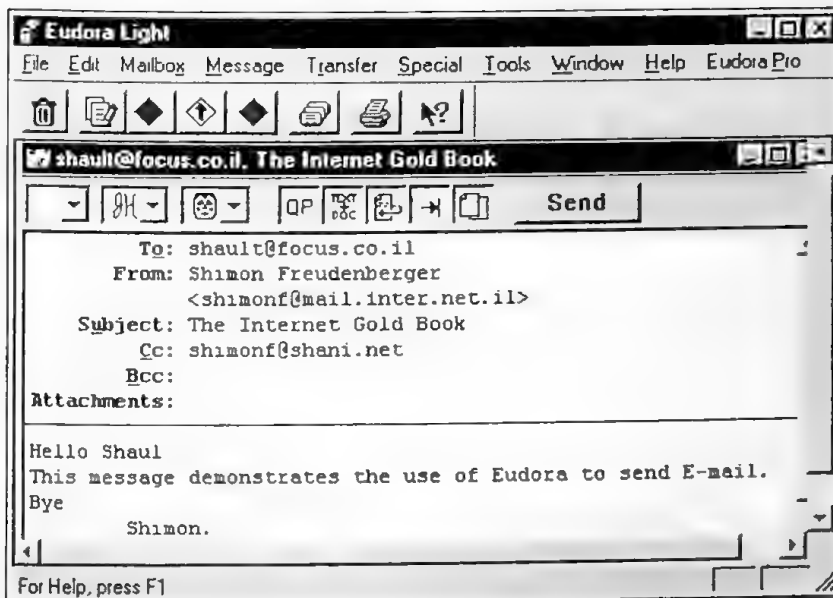 Eudora Light
File Edit Mailbox Message Transfer Special Tools Window Help Eudora Pro
shault@focus.co.il, The Internet Gold Book
QP TEXT DOC Send
To: shault@focus.co.il
From: Shimon Freudenberger
<shimonf@mail.inter.net.il>
Subject: The Internet Gold Book
Cc: shimonf@shani.net
Bcc:
Attachments:
Hello Shaul
This message demonstrates the use of Eudora to send E-mail.
Bye
Shimon.
For Help, press F1